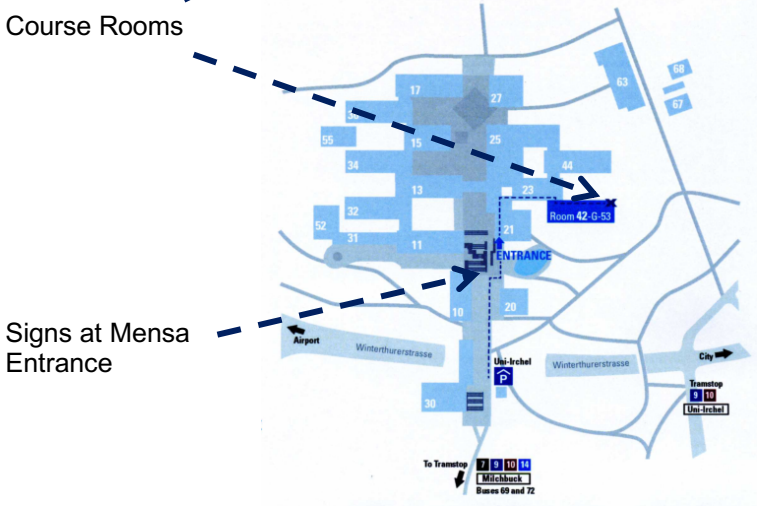 Course Rooms
Signs at Mensa
Entrance
17
27
63
68
67
36
55
15
25
34
44
13
23
Room 42-G-53
32
52
21
31
11
ENTRANCE
10
20
Airport
Winterthurerstrasse
Uni-Irchel
P
Winterthurerstrasse
City
Tramstop
9 10
Uni-Irchel
30
To Tramstop
7 9 10 14
Milchbuck
Buses 69 and 72